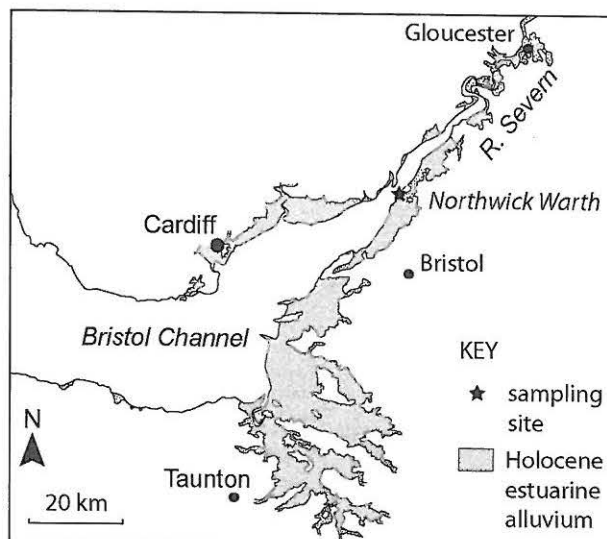 Gloucester
R. Severn
Northwick Warth
Cardiff
Bristol
Bristol Channel
KEY
sampling
site
N
Holocene
estuarine
alluvium
Taunton
20 km